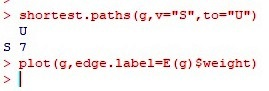 > shortest.paths(g,v="S",to="U")
  U
S 7
> plot(g,edge.label=E(g)$weight)
>